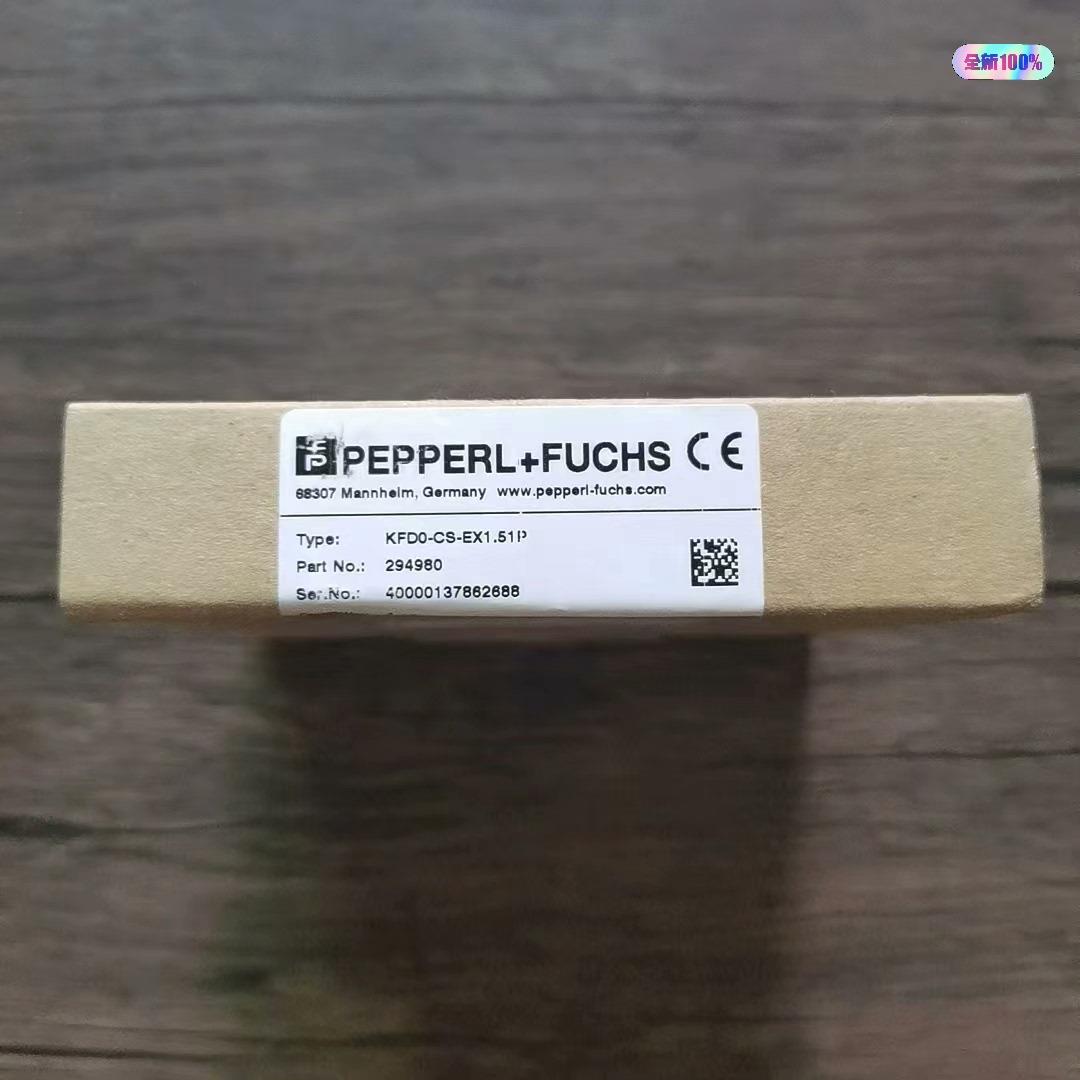 全新100%
PEPPERL+FUCHS CE
68307 Mannheim, Germany www.pepperl-fuchs.com
Type: KFD0-CS-EX1.51P
Part No.: 294980
Ser.No.: 40000137862688